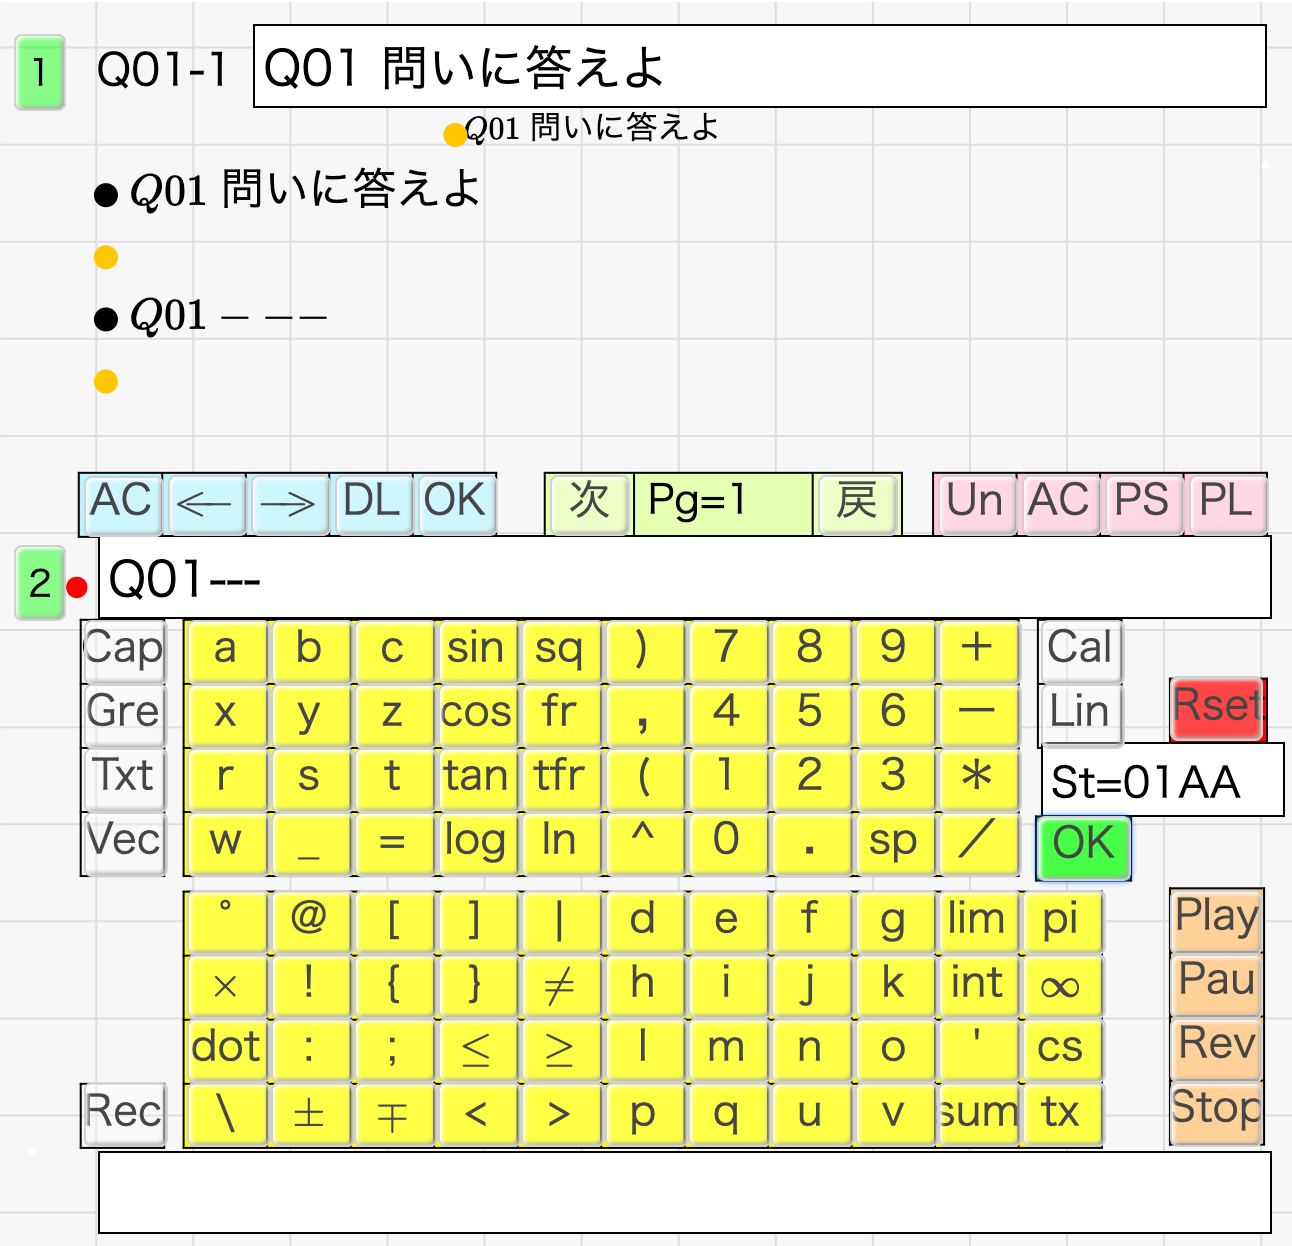 1 Q01-1 Q01 問いに答えよ
Q01 問いに答えよ
Q01 問いに答えよ
Q01 − −−
AC <− −> DL OK 次 Pg=1 戻 Un AC PS PL
2 Q01---
Cap a b c sin sq ) 7 8 9 + Cal
Gre x y z cos fr , 4 5 6 − Lin Rset
Txt r s t tan tfr ( 1 2 3 * St=01AA
Vec w _ = log ln ^ 0 . sp / OK
° @ [ ] | d e f g lim pi Play
× ! { } ≠ h i j k int ∞ Pau
dot : ; ≤ ≥ l m n o ' cs Rev
Rec \ ± ∓ < > p q u v sum tx Stop